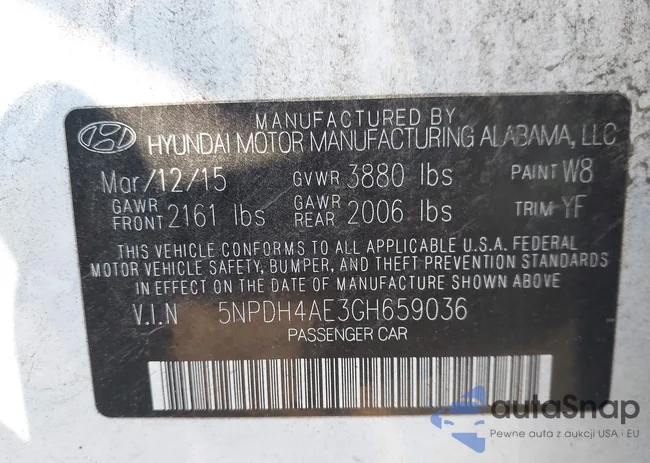 MANUFACTURED BY
HYUNDAI MOTOR MANUFACTURING ALABAMA, LLC
Mar/12/15 GVWR 3880 lbs PAINT W8
GAWR FRONT 2161 lbs GAWR REAR 2006 lbs TRIM YF
THIS VEHICLE CONFORMS TO ALL APPLICABLE U.S.A. FEDERAL
MOTOR VEHICLE SAFETY, BUMPER, AND THEFT PREVENTION STANDARDS
IN EFFECT ON THE DATE OF MANUFACTURE SHOWN ABOVE.
V.I.N 5NPDH4AE3GH659036
PASSENGER CAR
autaSnap
Pewne auta z aukcji USA i EU